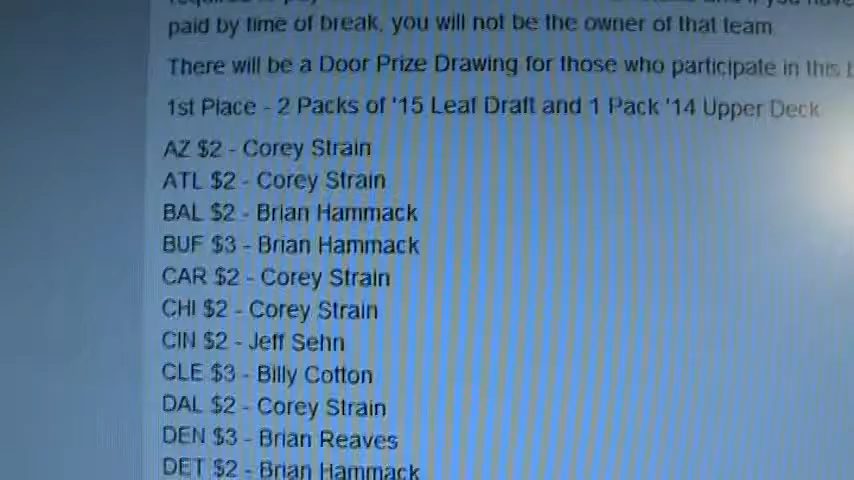 paid by time of break, you will not be the owner of that team
There will be a Door Prize Drawing for those who participate in this
1st Place - 2 Packs of '15 Leaf Draft and 1 Pack '14 Upper Deck
AZ $2 - Corey Strain
ATL $2 - Corey Strain
BAL $2 - Brian Hammack
BUF $3 - Brian Hammack
CAR $2 - Corey Strain
CHI $2 - Corey Strain
CIN $2 - Jeff Sehn
CLE $3 - Billy Cotton
DAL $2 - Corey Strain
DEN $3 - Brian Reaves
DET $2 - Brian Hammack